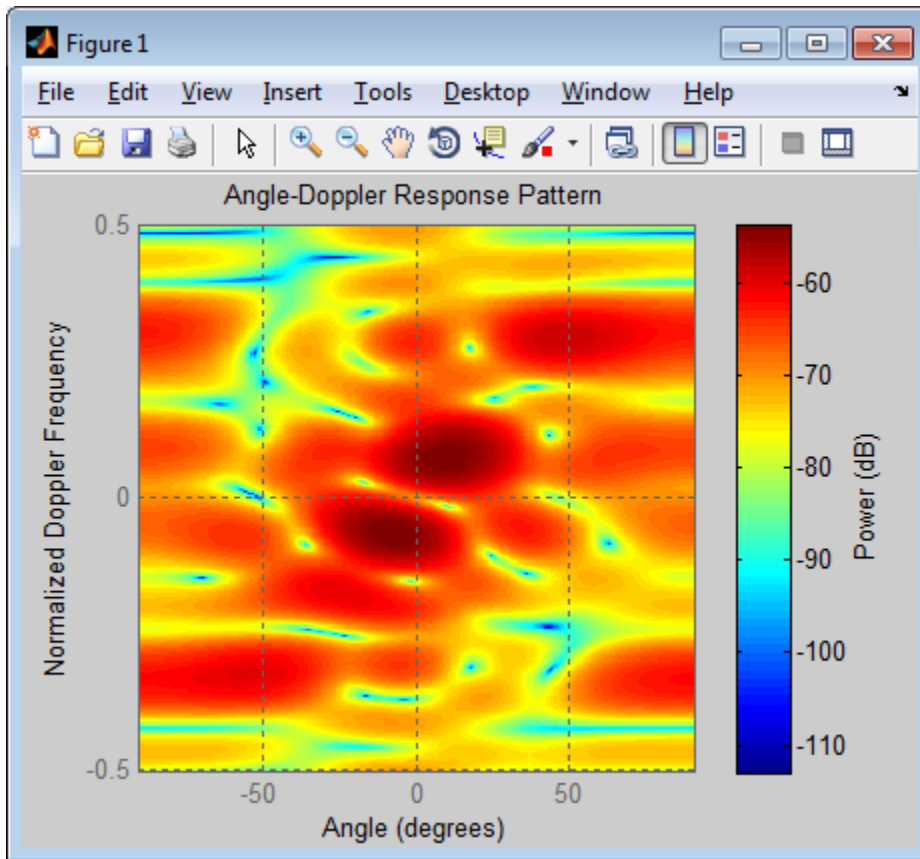 Figure 1
File Edit View Insert Tools Desktop Window Help
Angle-Doppler Response Pattern
0.5
0
-0.5
Normalized Doppler Frequency
-50 0 50
Angle (degrees)
-60
-70
-80
-90
-100
-110
Power (dB)